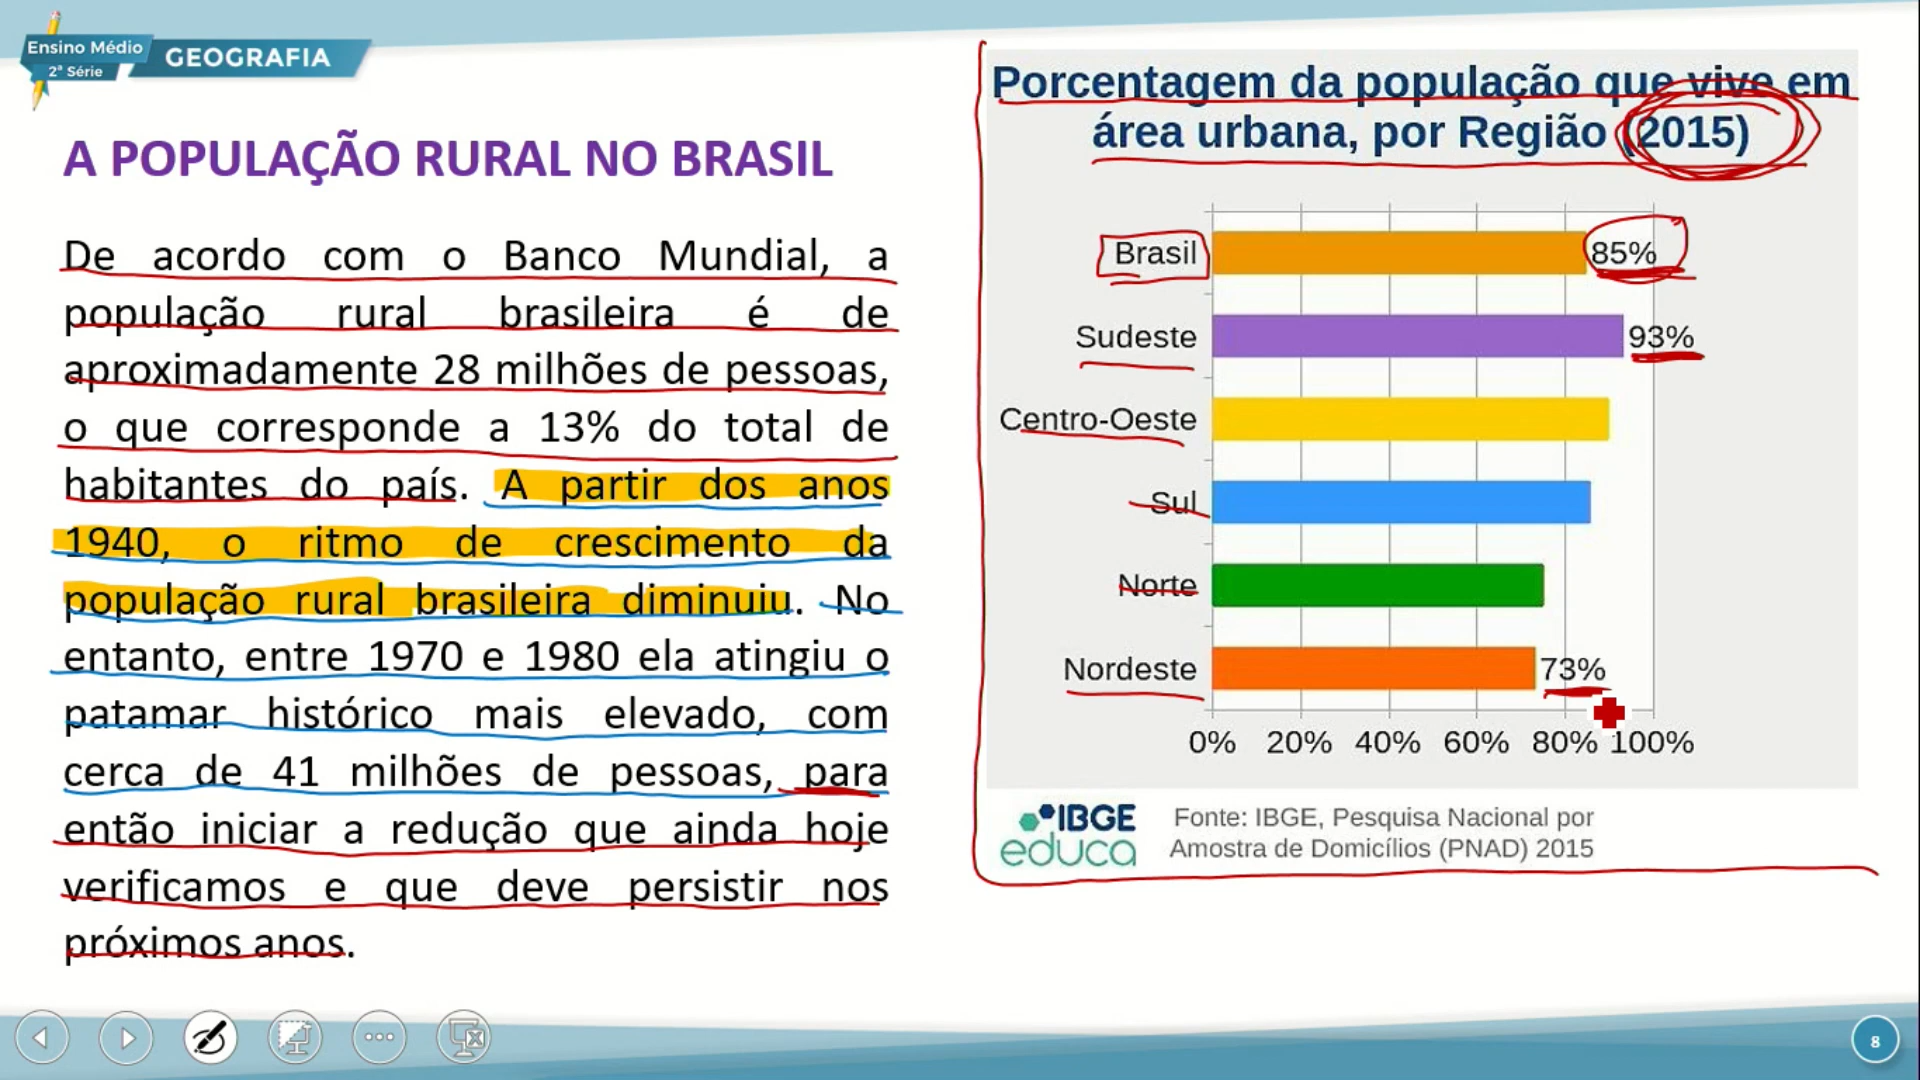 Ensino Médio
2ª Série
GEOGRAFIA
A POPULAÇÃO RURAL NO BRASIL
De acordo com o Banco Mundial, a
população rural brasileira é de
aproximadamente 28 milhões de pessoas,
o que corresponde a 13% do total de
habitantes do país. A partir dos anos
1940, o ritmo de crescimento da
população rural brasileira diminuiu. No
entanto, entre 1970 e 1980 ela atingiu o
patamar histórico mais elevado, com
cerca de 41 milhões de pessoas, para
então iniciar a redução que ainda hoje
verificamos e que deve persistir nos
próximos anos.
Porcentagem da população que vive em
área urbana, por Região (2015)
Brasil 85%
Sudeste 93%
Centro-Oeste
Sul
Norte
Nordeste 73%
0% 20% 40% 60% 80% 100%
IBGE
educa
Fonte: IBGE, Pesquisa Nacional por
Amostra de Domicílios (PNAD) 2015
8